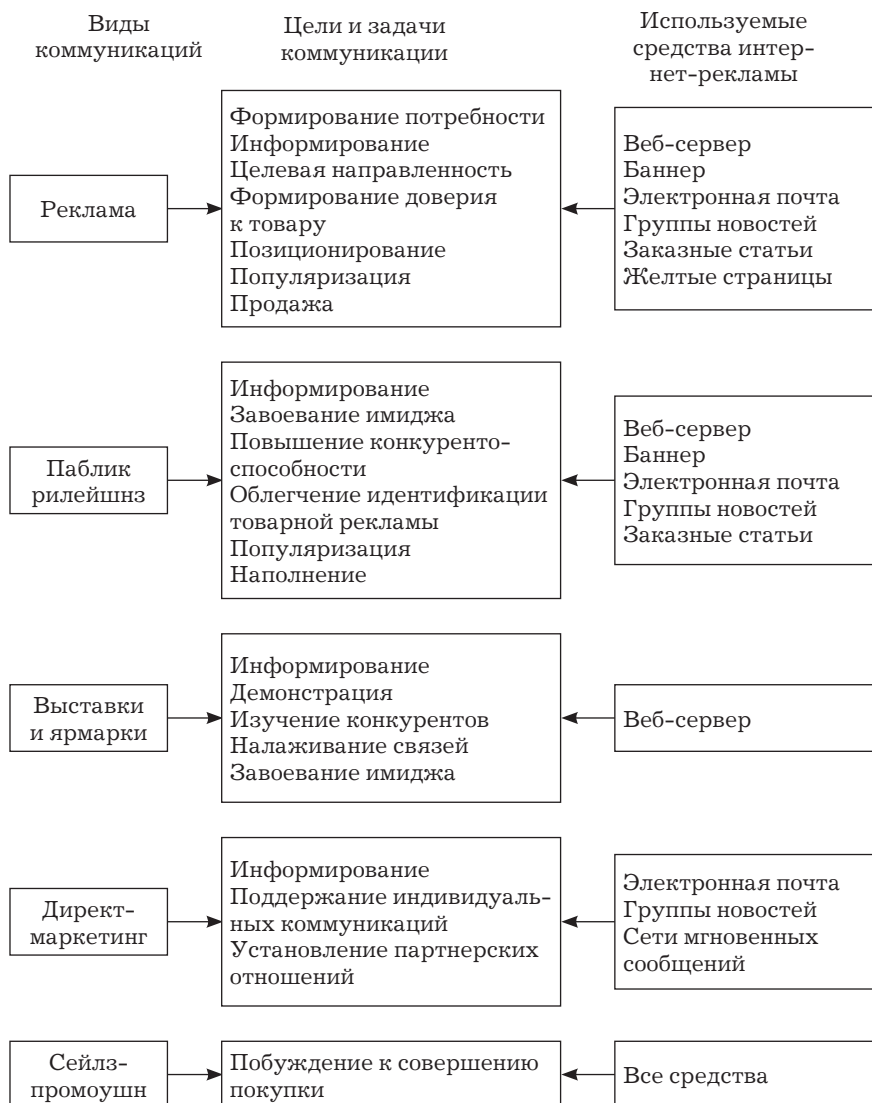 Виды
коммуникаций
Цели и задачи
коммуникации
Используемые
средства интер-
нет-рекламы
Реклама
Формирование потребности
Информирование
Целевая направленность
Формирование доверия
к товару
Позиционирование
Популяризация
Продажа
Веб-сервер
Баннер
Электронная почта
Группы новостей
Заказные статьи
Желтые страницы
Паблик
рилейшнз
Информирование
Завоевание имиджа
Повышение конкуренто-
способности
Облегчение идентификации
товарной рекламы
Популяризация
Наполнение
Веб-сервер
Баннер
Электронная почта
Группы новостей
Заказные статьи
Выставки
и ярмарки
Информирование
Демонстрация
Изучение конкурентов
Налаживание связей
Завоевание имиджа
Веб-сервер
Директ-
маркетинг
Информирование
Поддержание индивидуаль-
ных коммуникаций
Установление партнерских
отношений
Электронная почта
Группы новостей
Сети мгновенных
сообщений
Сейлз-
промоушн
Побуждение к совершению
покупки
Все средства